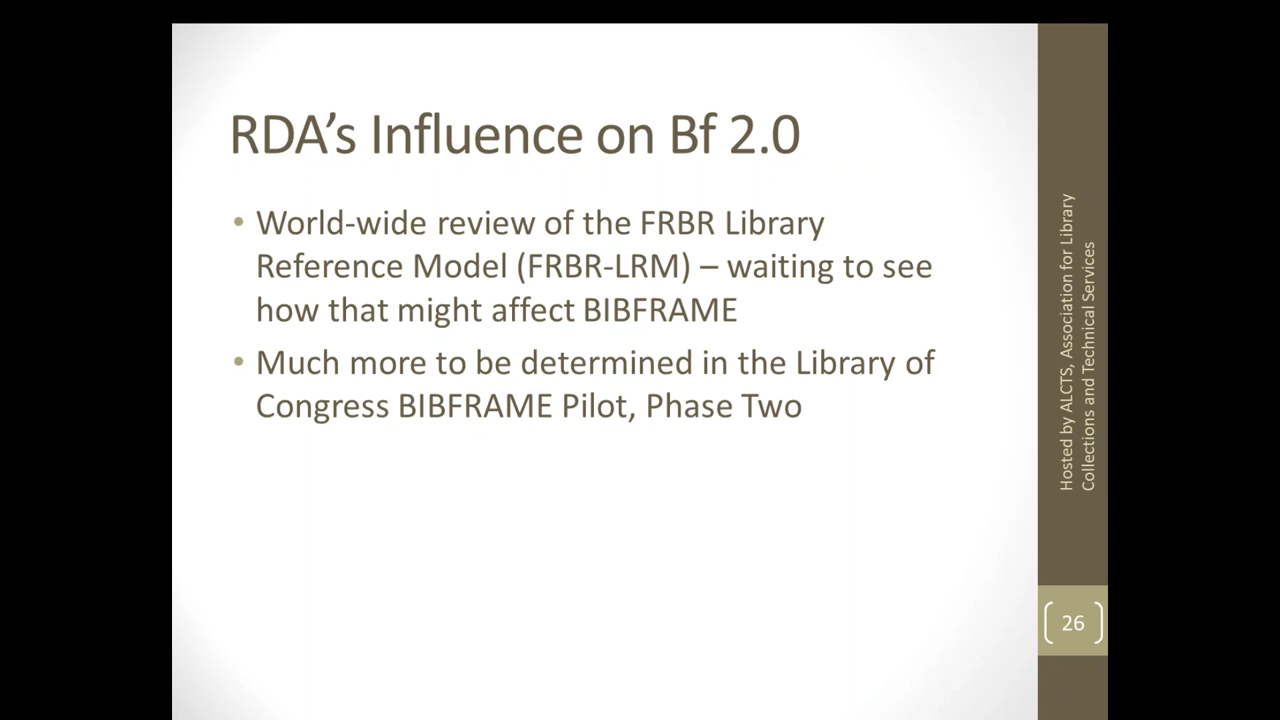 RDA’s Influence on Bf 2.0
• World-wide review of the FRBR Library
Reference Model (FRBR-LRM) – waiting to see
how that might affect BIBFRAME
• Much more to be determined in the Library of
Congress BIBFRAME Pilot, Phase Two
Hosted by ALCTS, Association for Library
Collections and Technical Services
26